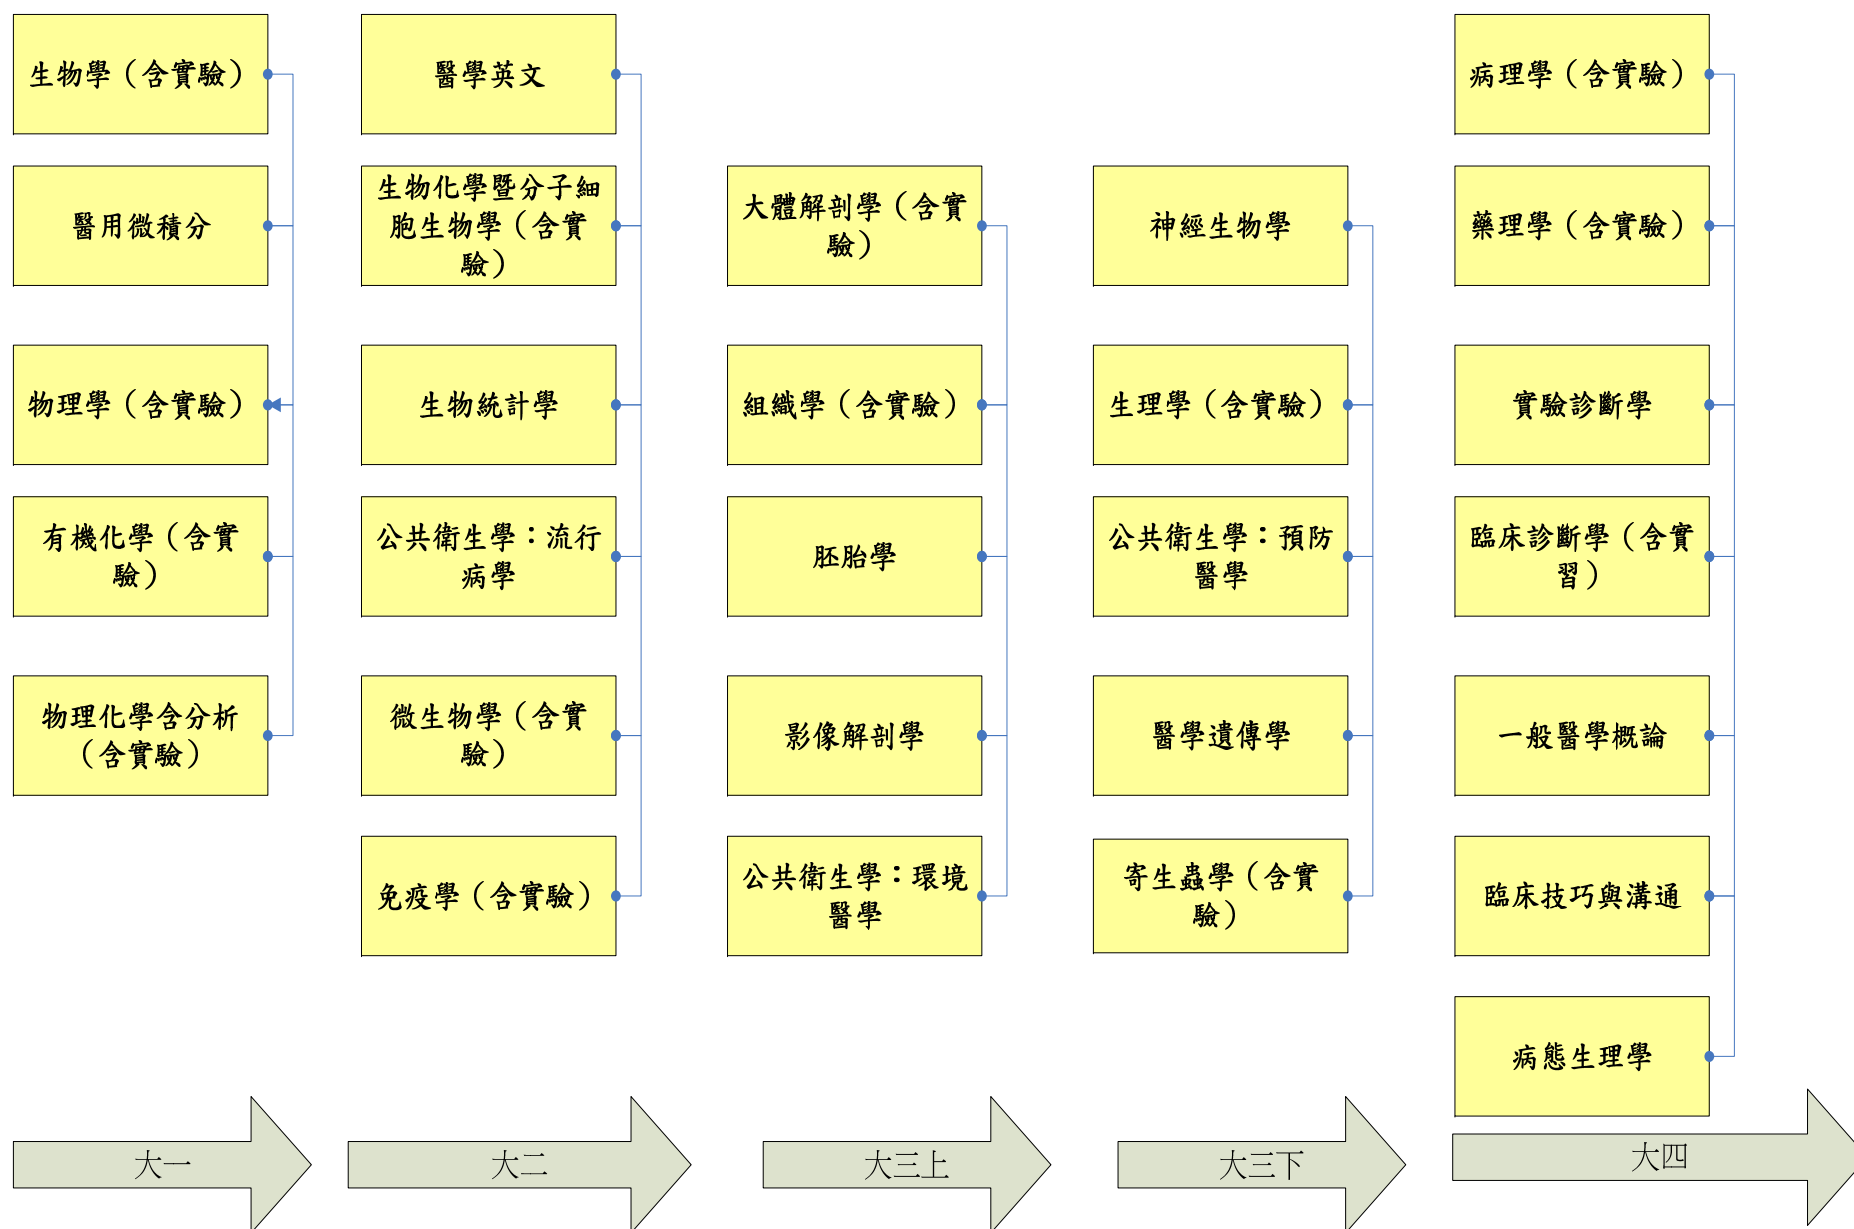 生物學（含實驗）
醫用微積分
物理學（含實驗）
有機化學（含實
驗）
物理化學含分析
（含實驗）
醫學英文
生物化學暨分子細
胞生物學（含實
驗）
生物統計學
公共衛生學：流行
病學
微生物學（含實
驗）
免疫學（含實驗）
大體解剖學（含實
驗）
組織學（含實驗）
胚胎學
影像解剖學
公共衛生學：環境
醫學
神經生物學
生理學（含實驗）
公共衛生學：預防
醫學
醫學遺傳學
寄生蟲學（含實
驗）
病理學（含實驗）
藥理學（含實驗）
實驗診斷學
臨床診斷學（含實
習）
一般醫學概論
臨床技巧與溝通
病態生理學
大一
大二
大三上
大三下
大四